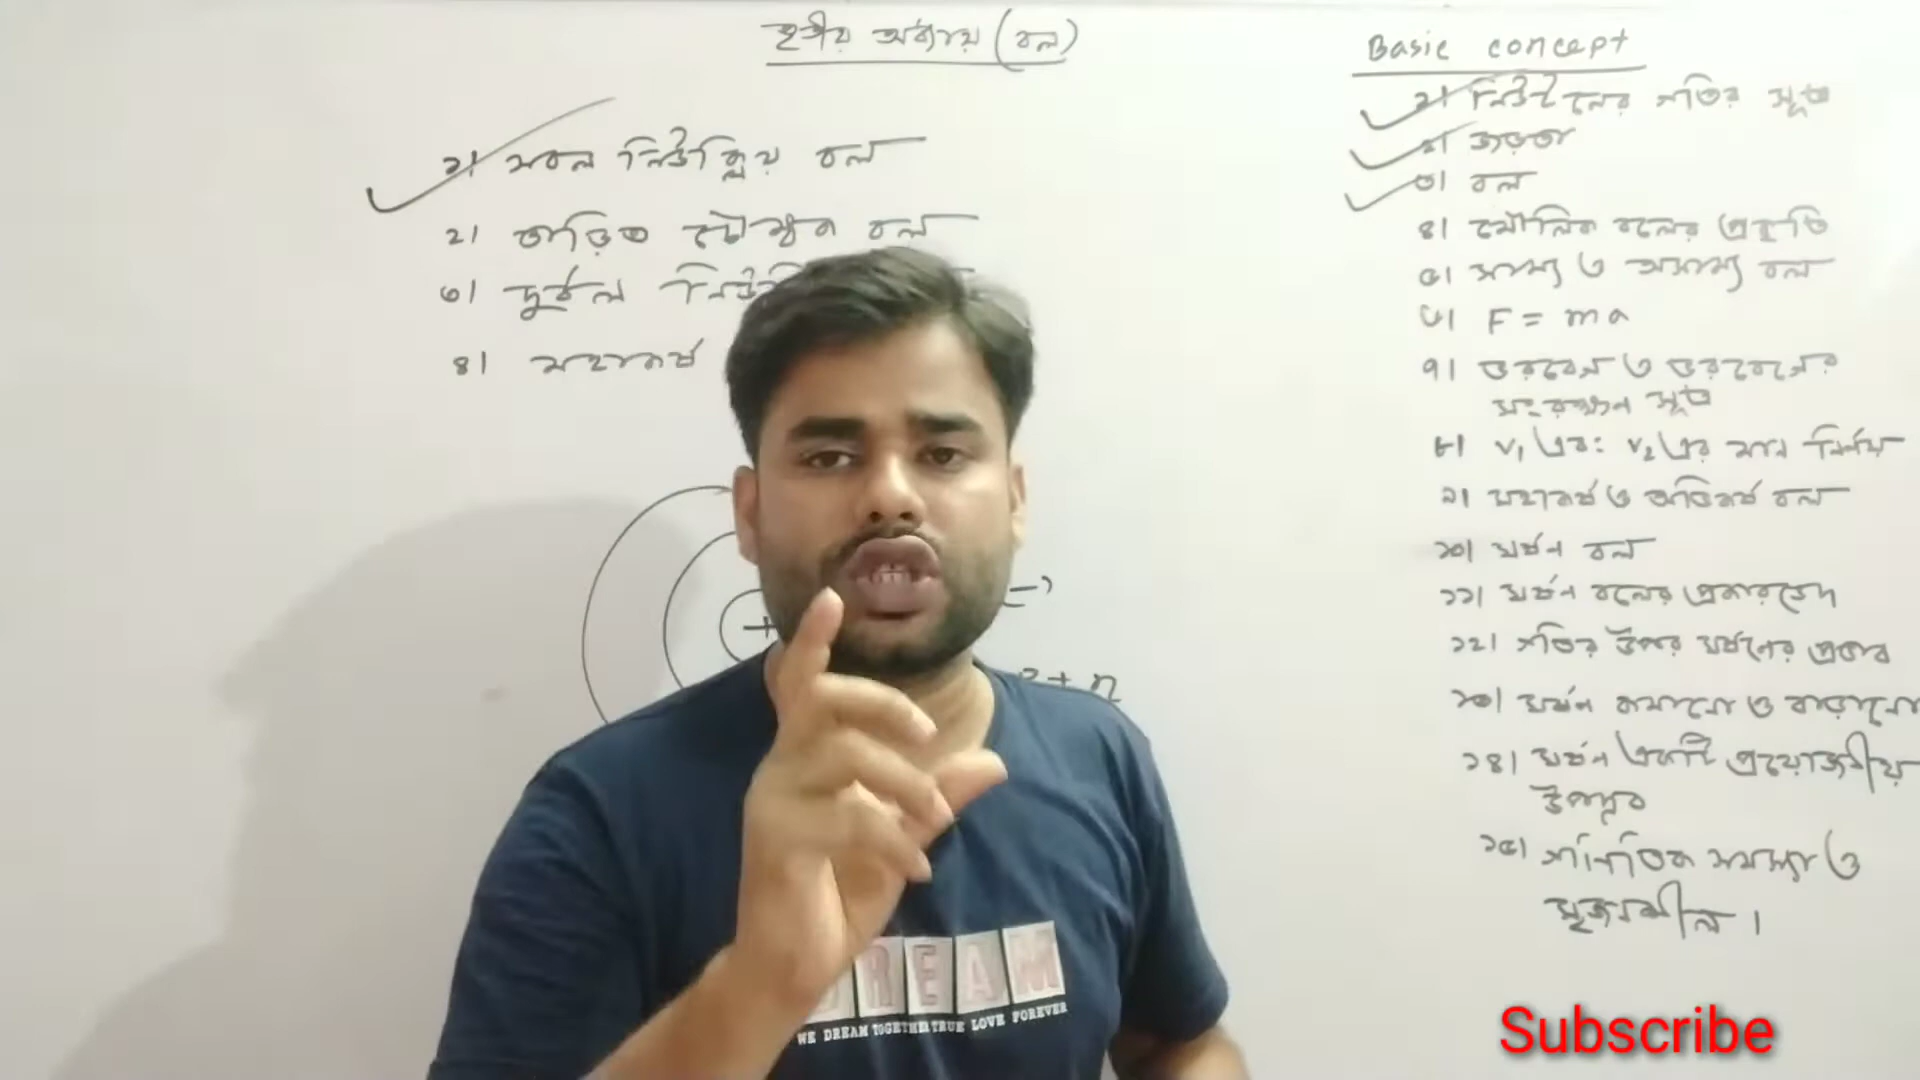 তৃতীয় অধ্যায় (বল)
১। সবল নিউক্লিয় বল
২। তাড়িত চৌম্বক বল
৩। দুর্বল
৪। মহাকর্ষ
+
Basic concept
১। নিউটনের গতির সূত্র
২। জড়তা
৩। বল
৪। মৌলিক বলের প্রকৃতি
৫। সাম্য ও অসাম্য বল
৬। F = ma
৭। ভরবেগ ও ভরবেগের
সংরক্ষণ সূত্র
৮। v₁ এবং v₂ এর মান নির্ণয়
৯। মহাকর্ষ ও অভিকর্ষ বল
১০। ঘর্ষণ বল
১১। ঘর্ষণ বলের প্রকারভেদ
১২। গতির উপর ঘর্ষণের প্রভাব
১৩। ঘর্ষণ কমানো ও বাড়ানো
১৪। ঘর্ষণ একটি প্রয়োজনীয়
উপদ্রব
১৫। গাণিতিক সমস্যা ও
সৃজনশীল।
DREAM
WE DREAM TOGETHER TRUE LOVE FOREVER
Subscribe